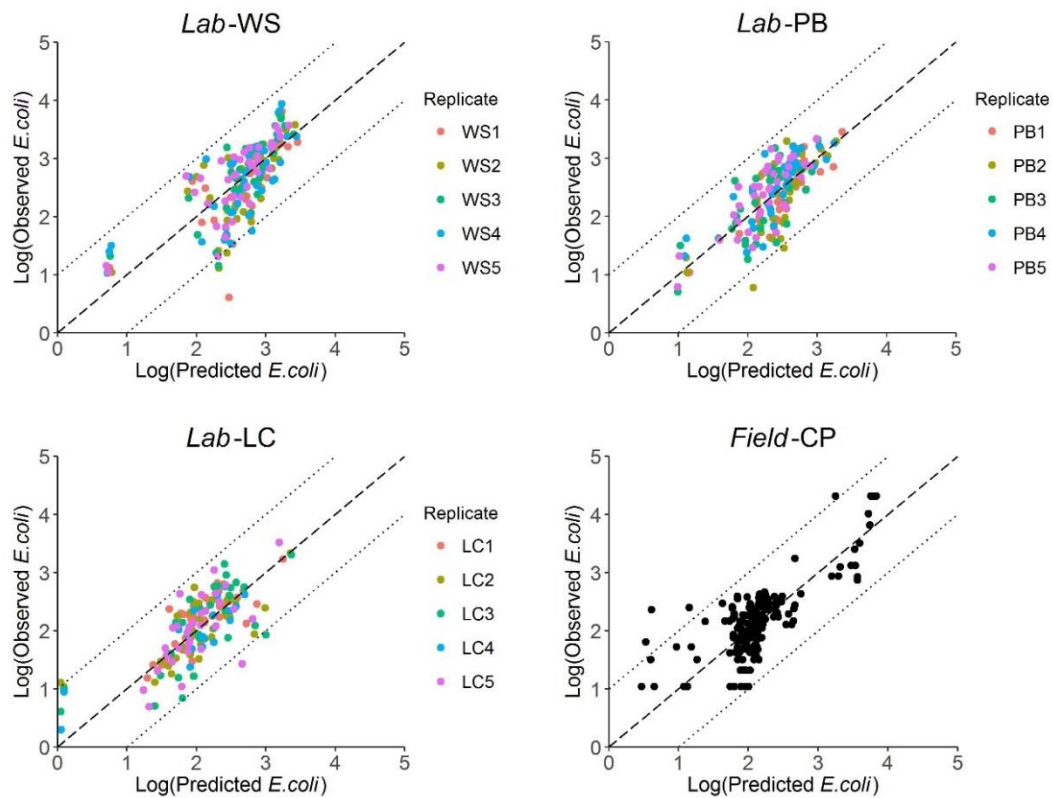 Lab-WS
Log(Observed E.coli)
5
4
3
2
1
0
0 1 2 3 4 5
Log(Predicted E.coli)
Replicate
WS1
WS2
WS3
WS4
WS5
Lab-PB
Log(Observed E.coli)
5
4
3
2
1
0
0 1 2 3 4 5
Log(Predicted E.coli)
Replicate
PB1
PB2
PB3
PB4
PB5
Lab-LC
Log(Observed E.coli)
5
4
3
2
1
0
0 1 2 3 4 5
Log(Predicted E.coli)
Replicate
LC1
LC2
LC3
LC4
LC5
Field-CP
Log(Observed E.coli)
5
4
3
2
1
0
0 1 2 3 4 5
Log(Predicted E.coli)